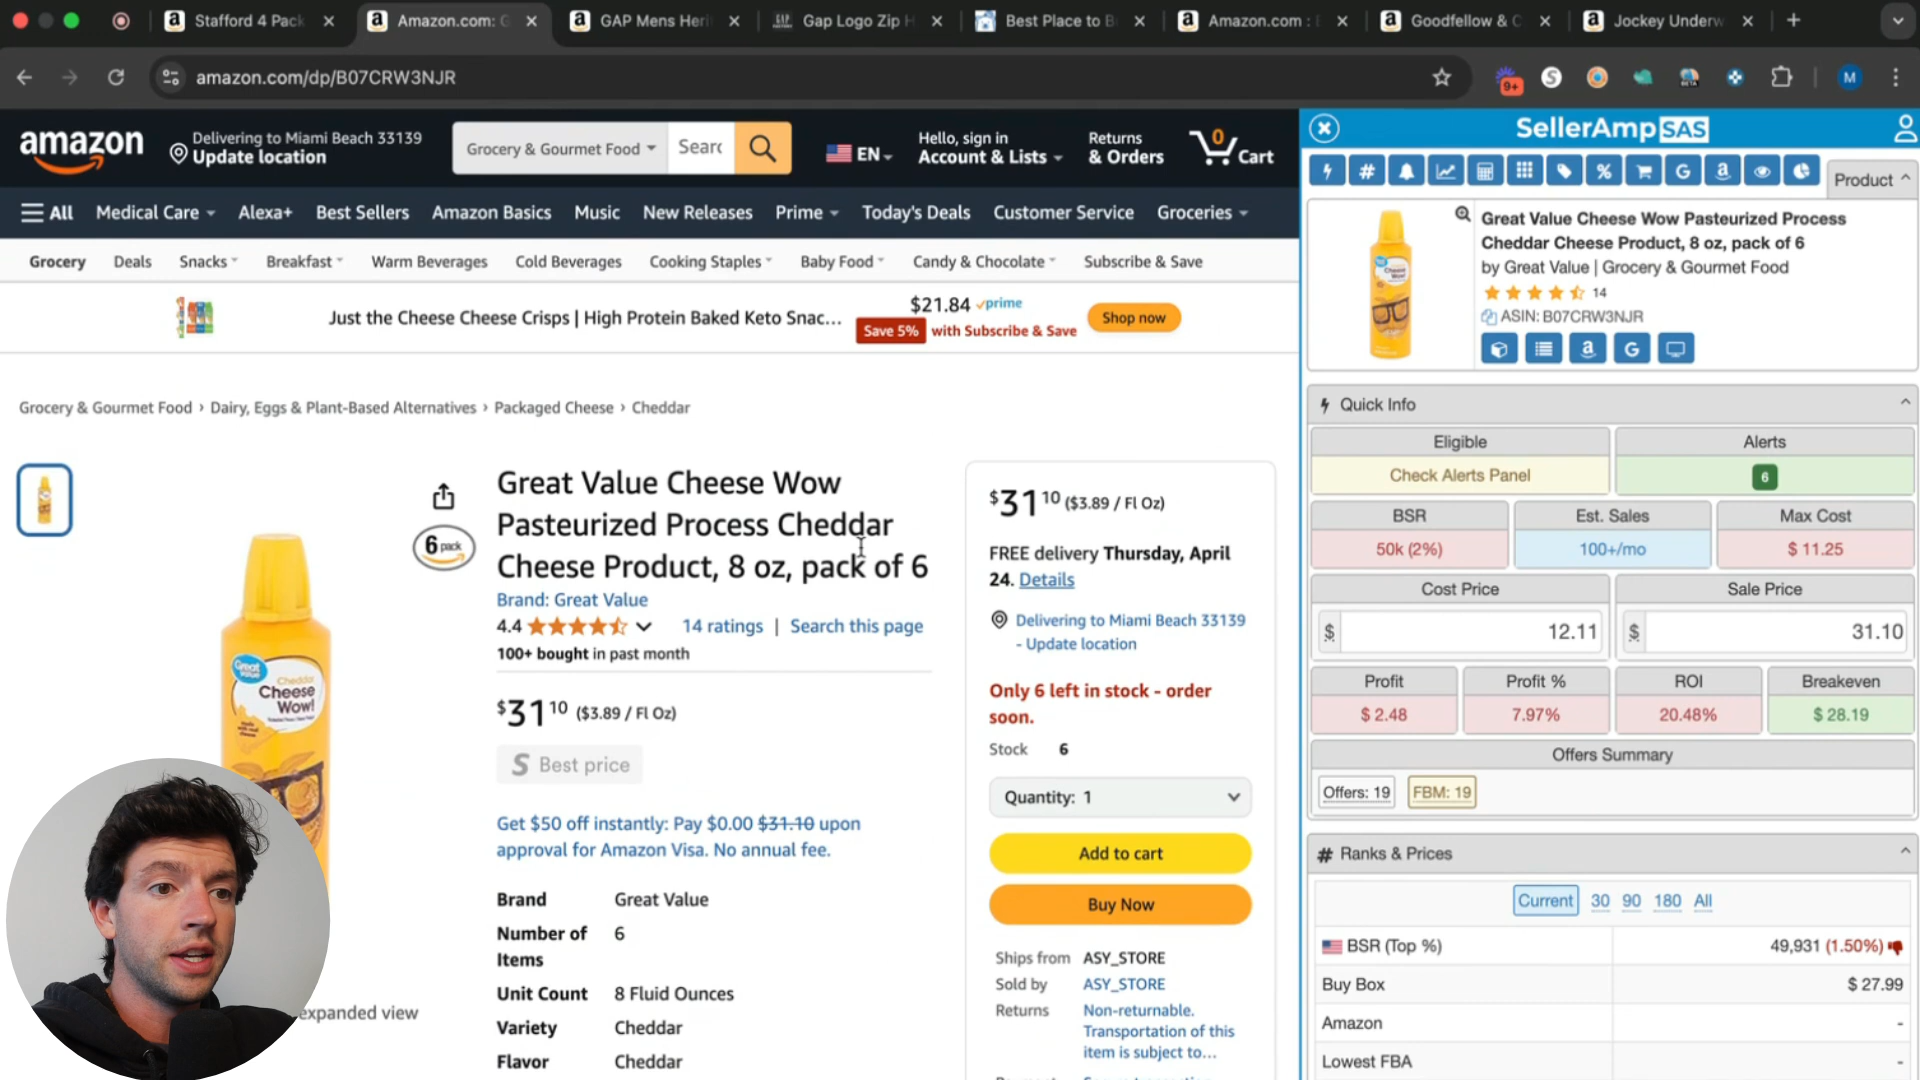 Stafford 4 Pack
Amazon.com: G
GAP Mens Heri
Gap Logo Zip H
Best Place to B
Amazon.com :
Goodfellow & C
Jockey Underw
amazon.com/dp/B07CRW3NJR
9+
BETA
M
amazon
Delivering to Miami Beach 33139
Update location
Grocery & Gourmet Food
Searc
EN
Hello, sign in
Account & Lists
Returns
& Orders
0
Cart
All
Medical Care
Alexa+
Best Sellers
Amazon Basics
Music
New Releases
Prime
Today's Deals
Customer Service
Groceries
Grocery
Deals
Snacks
Breakfast
Warm Beverages
Cold Beverages
Cooking Staples
Baby Food
Candy & Chocolate
Subscribe & Save
Just the Cheese Cheese Crisps | High Protein Baked Keto Snac...
$21.84 prime
Save 5% with Subscribe & Save
Shop now
Grocery & Gourmet Food › Dairy, Eggs & Plant-Based Alternatives › Packaged Cheese › Cheddar
6 pack
Great Value
Cheddar
Cheese
Wow!
expanded view
Great Value Cheese Wow
Pasteurized Process Cheddar
Cheese Product, 8 oz, pack of 6
Brand: Great Value
4.4
14 ratings | Search this page
100+ bought in past month
$31.10 ($3.89 / Fl Oz)
S Best price
Get $50 off instantly: Pay $0.00 $31.10 upon
approval for Amazon Visa. No annual fee.
Brand Great Value
Number of Items 6
Unit Count 8 Fluid Ounces
Variety Cheddar
Flavor Cheddar
$31.10 ($3.89 / Fl Oz)
FREE delivery Thursday, April
24. Details
Delivering to Miami Beach 33139
- Update location
Only 6 left in stock - order
soon.
Stock 6
Quantity: 1
Add to cart
Buy Now
Ships from ASY_STORE
Sold by ASY_STORE
Returns Non-returnable.
Transportation of this
item is subject to...
SellerAmp SAS
Product
Great Value Cheese Wow Pasteurized Process
Cheddar Cheese Product, 8 oz, pack of 6
by Great Value | Grocery & Gourmet Food
14
ASIN: B07CRW3NJR
Quick Info
Eligible
Alerts
Check Alerts Panel
6
BSR
Est. Sales
Max Cost
50k (2%)
100+/mo
$ 11.25
Cost Price
Sale Price
$ 12.11
$ 31.10
Profit
Profit %
ROI
Breakeven
$ 2.48
7.97%
20.48%
$ 28.19
Offers Summary
Offers: 19
FBM: 19
# Ranks & Prices
Current
30
90
180
All
BSR (Top %)
49,931 (1.50%)
Buy Box
$ 27.99
Amazon
-
Lowest FBA
-